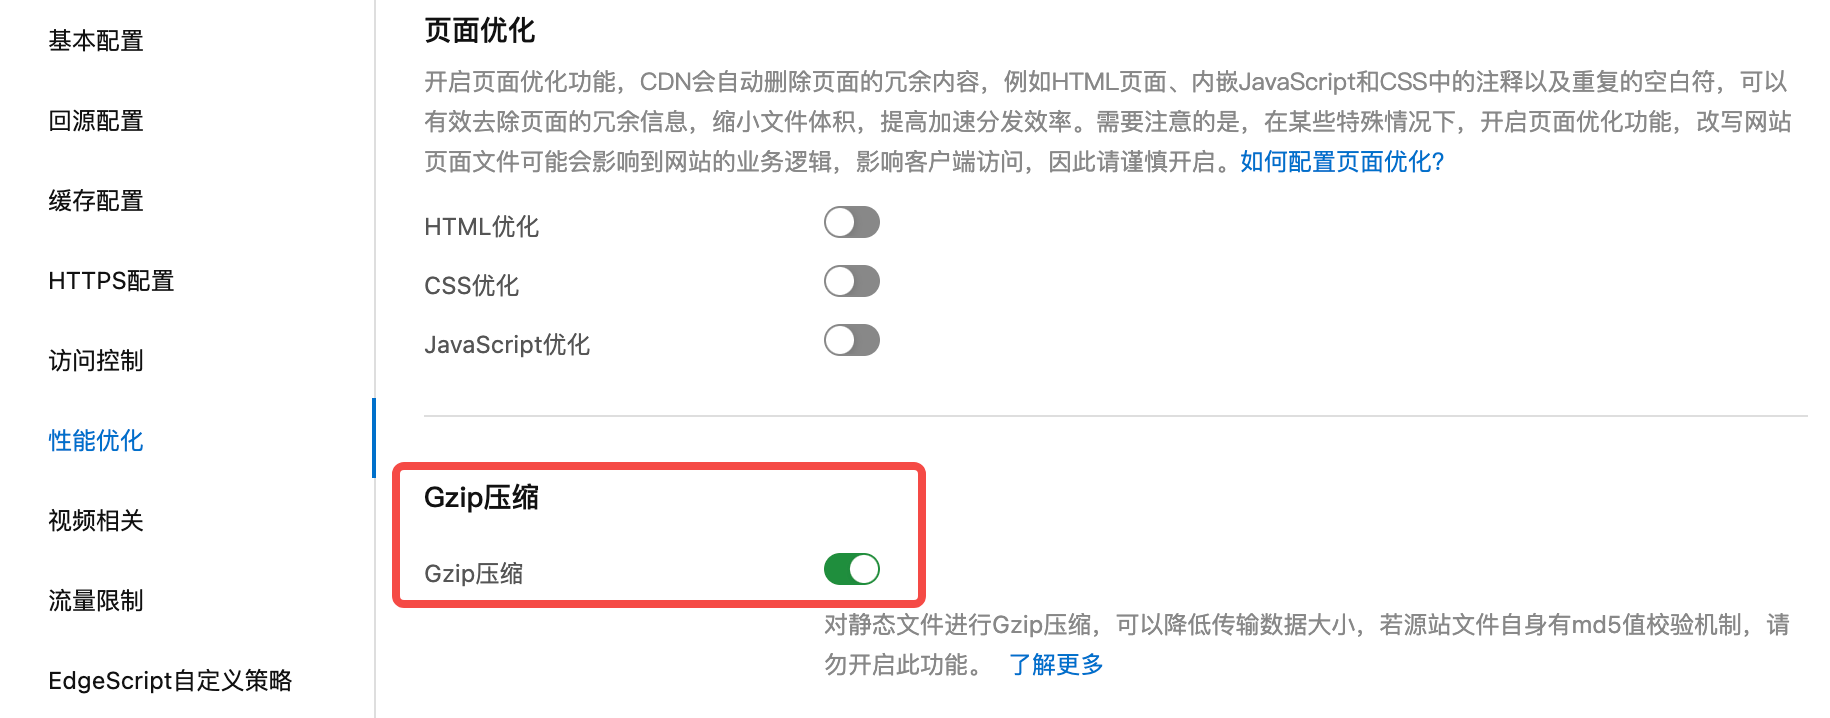 基本配置
回源配置
缓存配置
HTTPS配置
访问控制
性能优化
视频相关
流量限制
EdgeScript自定义策略
页面优化
开启页面优化功能，CDN会自动删除页面的冗余内容，例如HTML页面、内嵌JavaScript和CSS中的注释以及重复的空白符，可以
有效去除页面的冗余信息，缩小文件体积，提高加速分发效率。需要注意的是，在某些特殊情况下，开启页面优化功能，改写网站
页面文件可能会影响到网站的业务逻辑，影响客户端访问，因此请谨慎开启。如何配置页面优化?
HTML优化
CSS优化
JavaScript优化
Gzip压缩
Gzip压缩
对静态文件进行Gzip压缩，可以降低传输数据大小，若源站文件自身有md5值校验机制，请
勿开启此功能。 了解更多